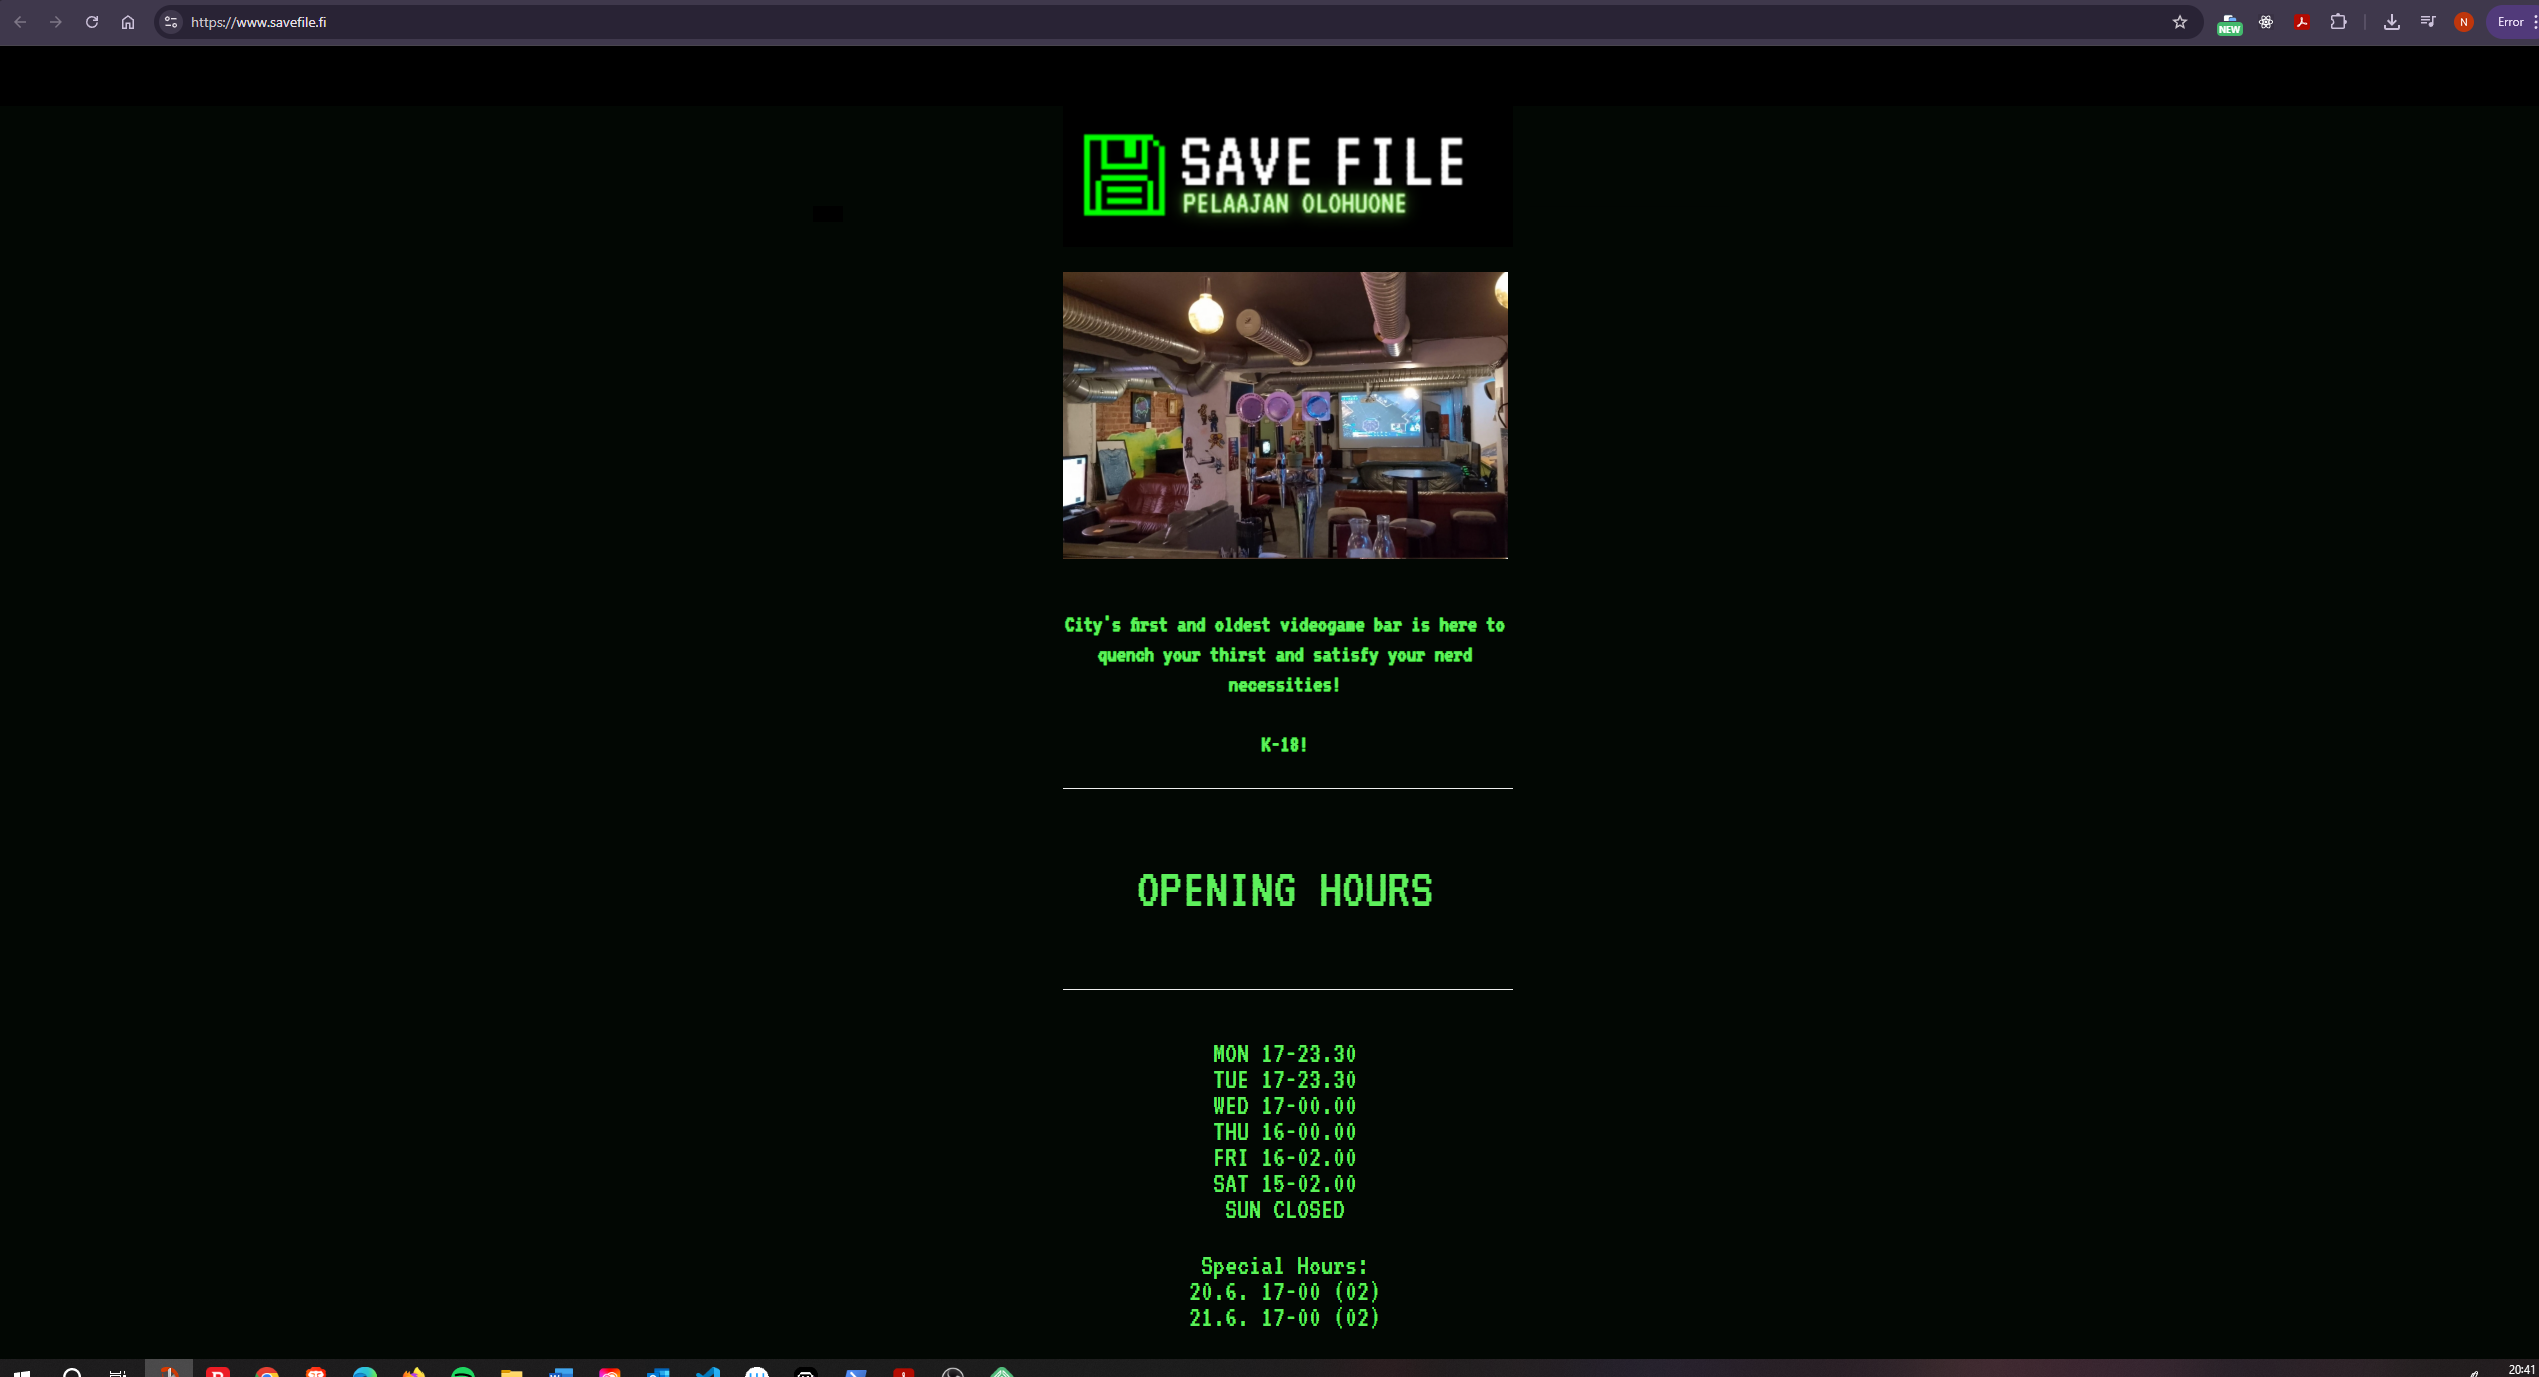 https://www.savefile.fi
NEW
N
Error
SAVE FILE
PELAAJAN OLOHUONE
City's first and oldest videogame bar is here to
quench your thirst and satisfy your nerd
necessities!
K-18!
OPENING HOURS
MON 17-23.30
TUE 17-23.30
WED 17-00.00
THU 16-00.00
FRI 16-02.00
SAT 15-02.00
SUN CLOSED
Special Hours:
20.6. 17-00 (02)
21.6. 17-00 (02)
20:41